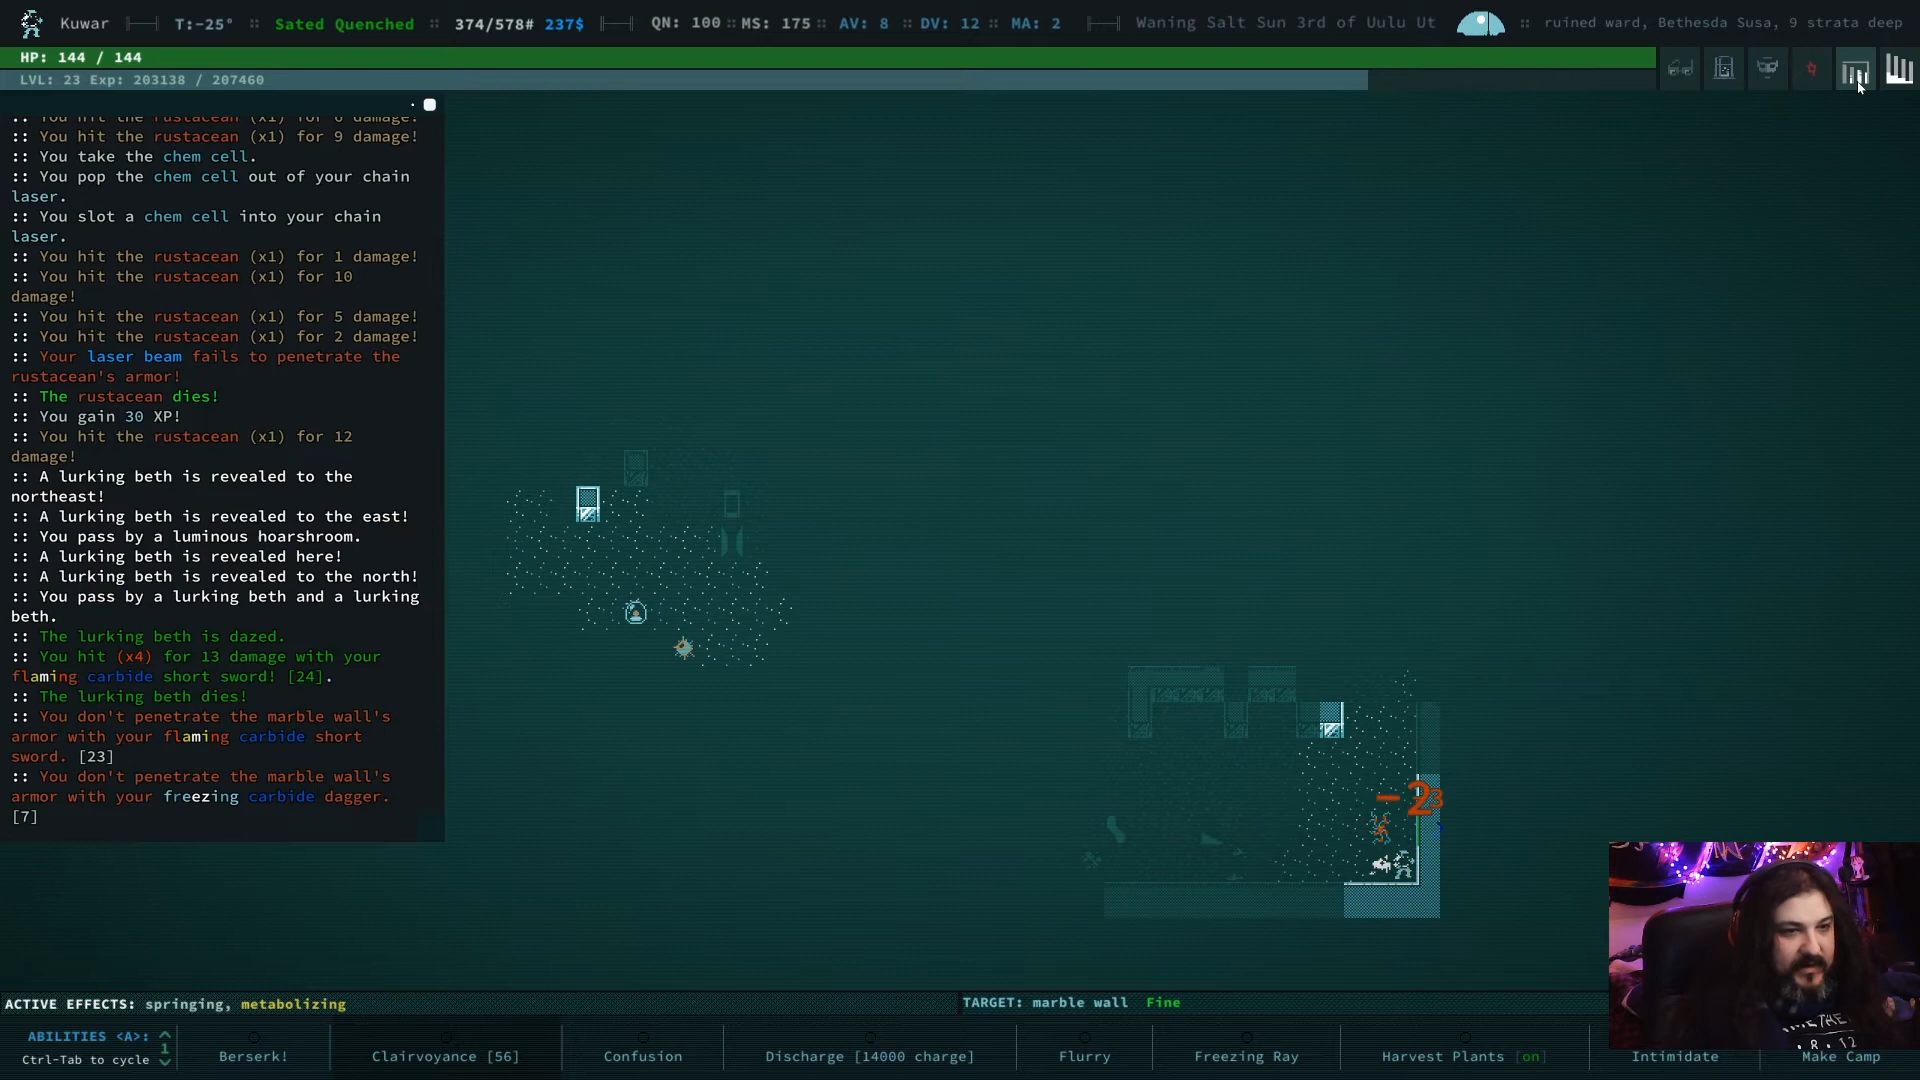 Kuwar T:-25° Sated Quenched :: 374/578# 237$ QN: 100 :: MS: 175 :: AV: 8 :: DV: 12 :: MA: 2 Waning Salt Sun 3rd of Uulu Ut :: ruined ward, Bethesda Susa, 9 strata deep
HP: 144 / 144
LVL: 23 Exp: 203138 / 207460
:: You hit the rustacean (x1) for 6 damage!
:: You hit the rustacean (x1) for 9 damage!
:: You take the chem cell.
:: You pop the chem cell out of your chain
laser.
:: You slot a chem cell into your chain
laser.
:: You hit the rustacean (x1) for 1 damage!
:: You hit the rustacean (x1) for 10
damage!
:: You hit the rustacean (x1) for 5 damage!
:: You hit the rustacean (x1) for 2 damage!
:: Your laser beam fails to penetrate the
rustacean's armor!
:: The rustacean dies!
:: You gain 30 XP!
:: You hit the rustacean (x1) for 12
damage!
:: A lurking beth is revealed to the
northeast!
:: A lurking beth is revealed to the east!
:: You pass by a luminous hoarshroom.
:: A lurking beth is revealed here!
:: A lurking beth is revealed to the north!
:: You pass by a lurking beth and a lurking
beth.
:: The lurking beth is dazed.
:: You hit (x4) for 13 damage with your
flaming carbide short sword! [24].
:: The lurking beth dies!
:: You don't penetrate the marble wall's
armor with your flaming carbide short
sword. [23]
:: You don't penetrate the marble wall's
armor with your freezing carbide dagger.
[7]
ACTIVE EFFECTS: springing, metabolizing
TARGET: marble wall Fine
ABILITIES <A>: 1
Ctrl-Tab to cycle
Berserk! Clairvoyance [56] Confusion Discharge [14000 charge] Flurry Freezing Ray Harvest Plants [on] Intimidate Make Camp